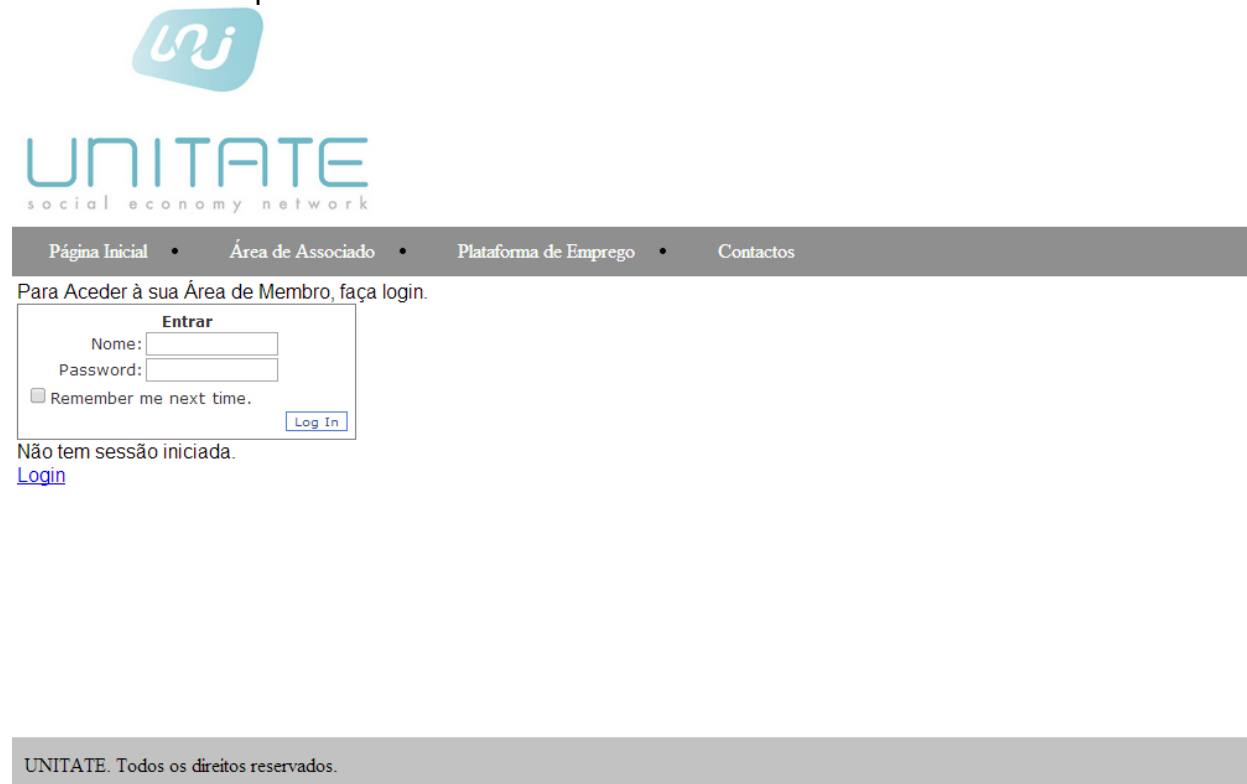 uni
UNITATE
social economy network
Página Inicial • Área de Associado • Plataforma de Emprego • Contactos
Para Aceder à sua Área de Membro, faça login.
Entrar
Nome:
Password:
Remember me next time.
Log In
Não tem sessão iniciada.
Login
UNITATE. Todos os direitos reservados.